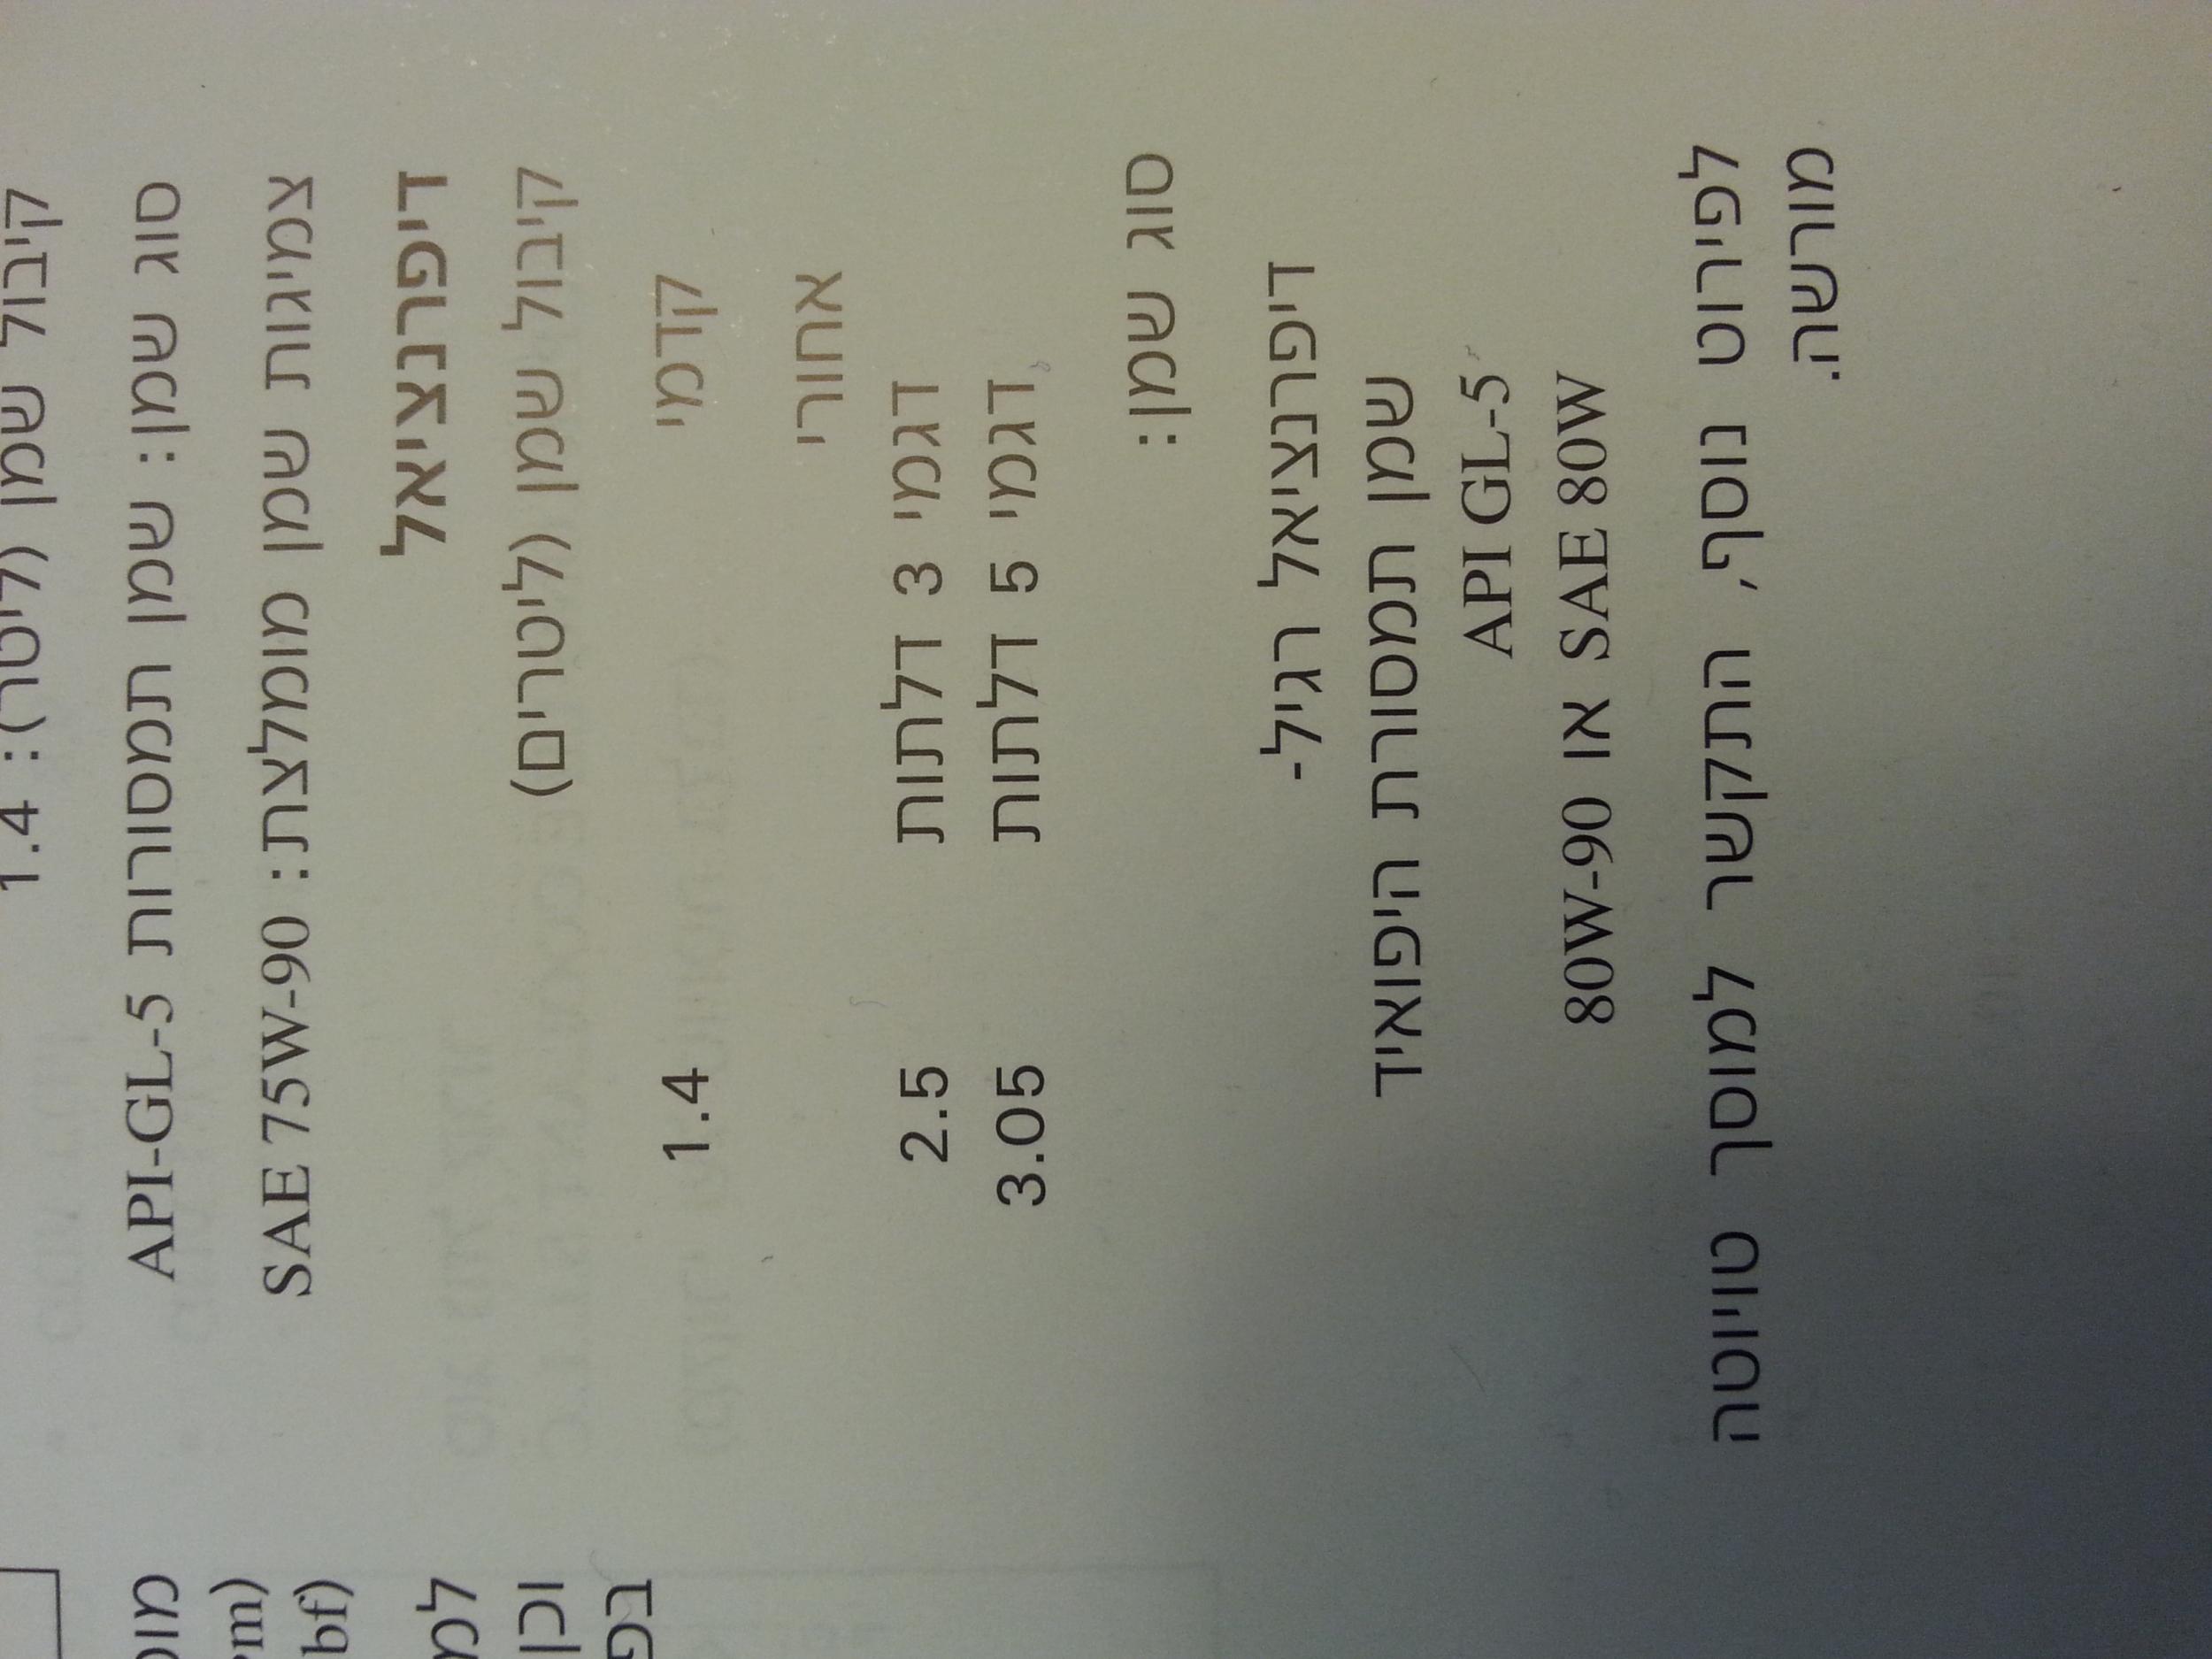 קיבול שמן (ליטר): 1.4
סוג שמן: שמן תמסורות API-GL-5
צמיגות שמן מומלצת: SAE 75W-90
דיפרנציאל
קיבול שמן (ליטרים)
קדמי 1.4
אחורי
דגמי 3 דלתות 2.5
דגמי 5 דלתות 3.05
סוג שמן:
דיפרנציאל רגיל-
שמן תמסורת היפואיד
API GL-5
80W-90 או SAE 80W
לפירוט נוסף, התקשר למוסך טויוטה
מורשה.